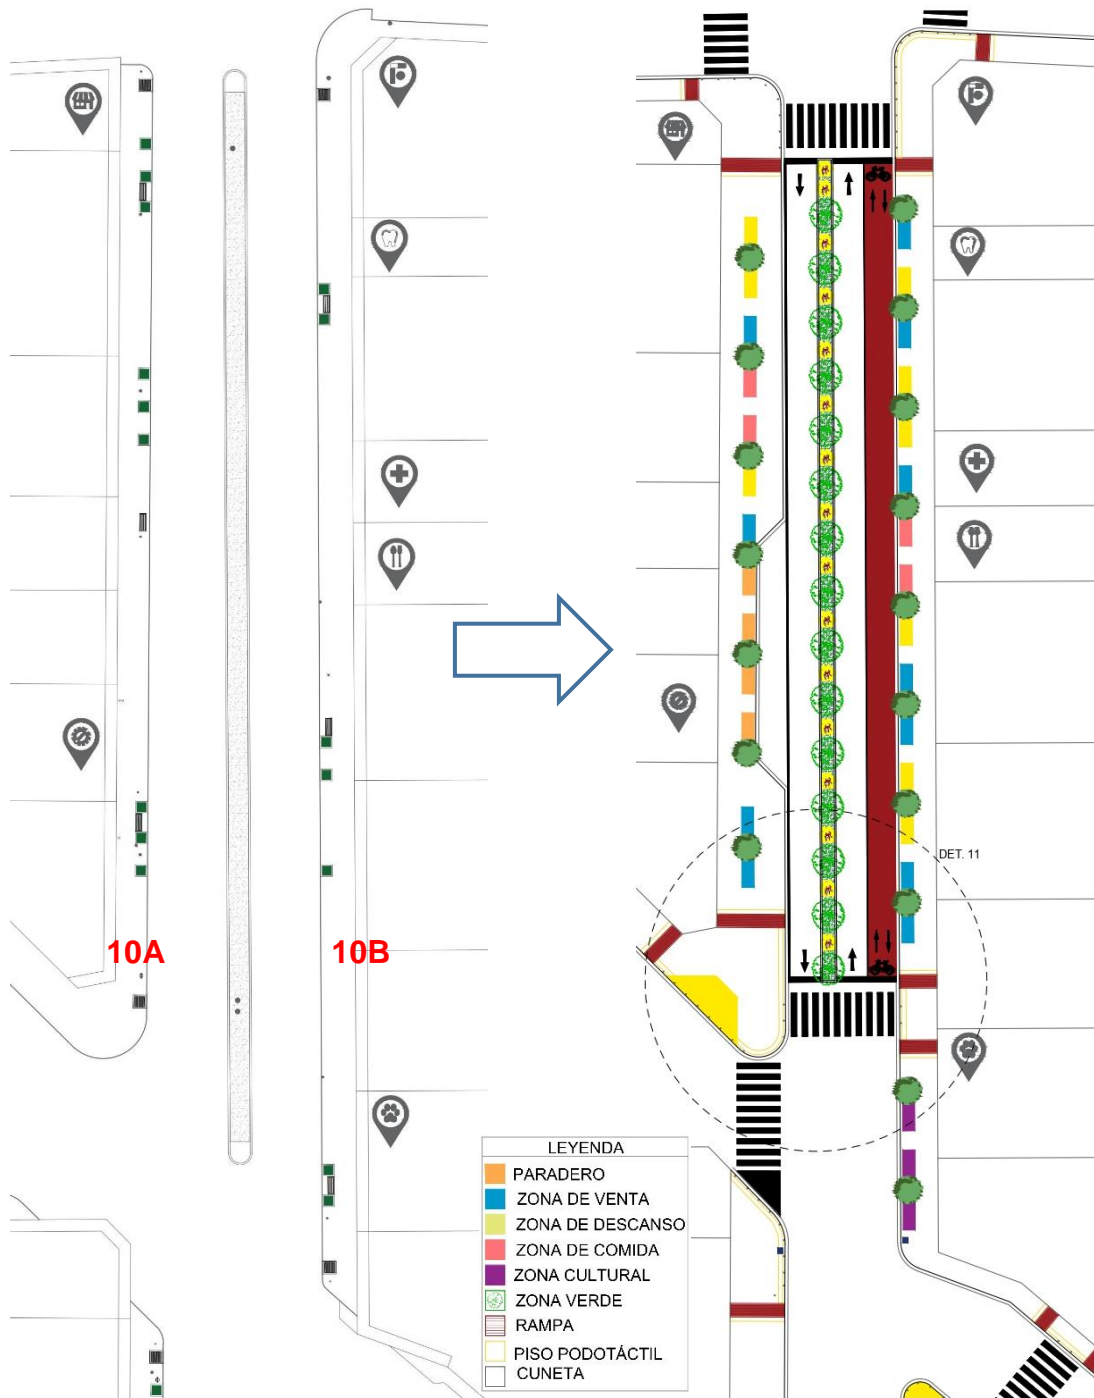 10A
10B
DET. 11
LEYENDA
PARADERO
ZONA DE VENTA
ZONA DE DESCANSO
ZONA DE COMIDA
ZONA CULTURAL
ZONA VERDE
RAMPA
PISO PODOTÁCTIL
CUNETA